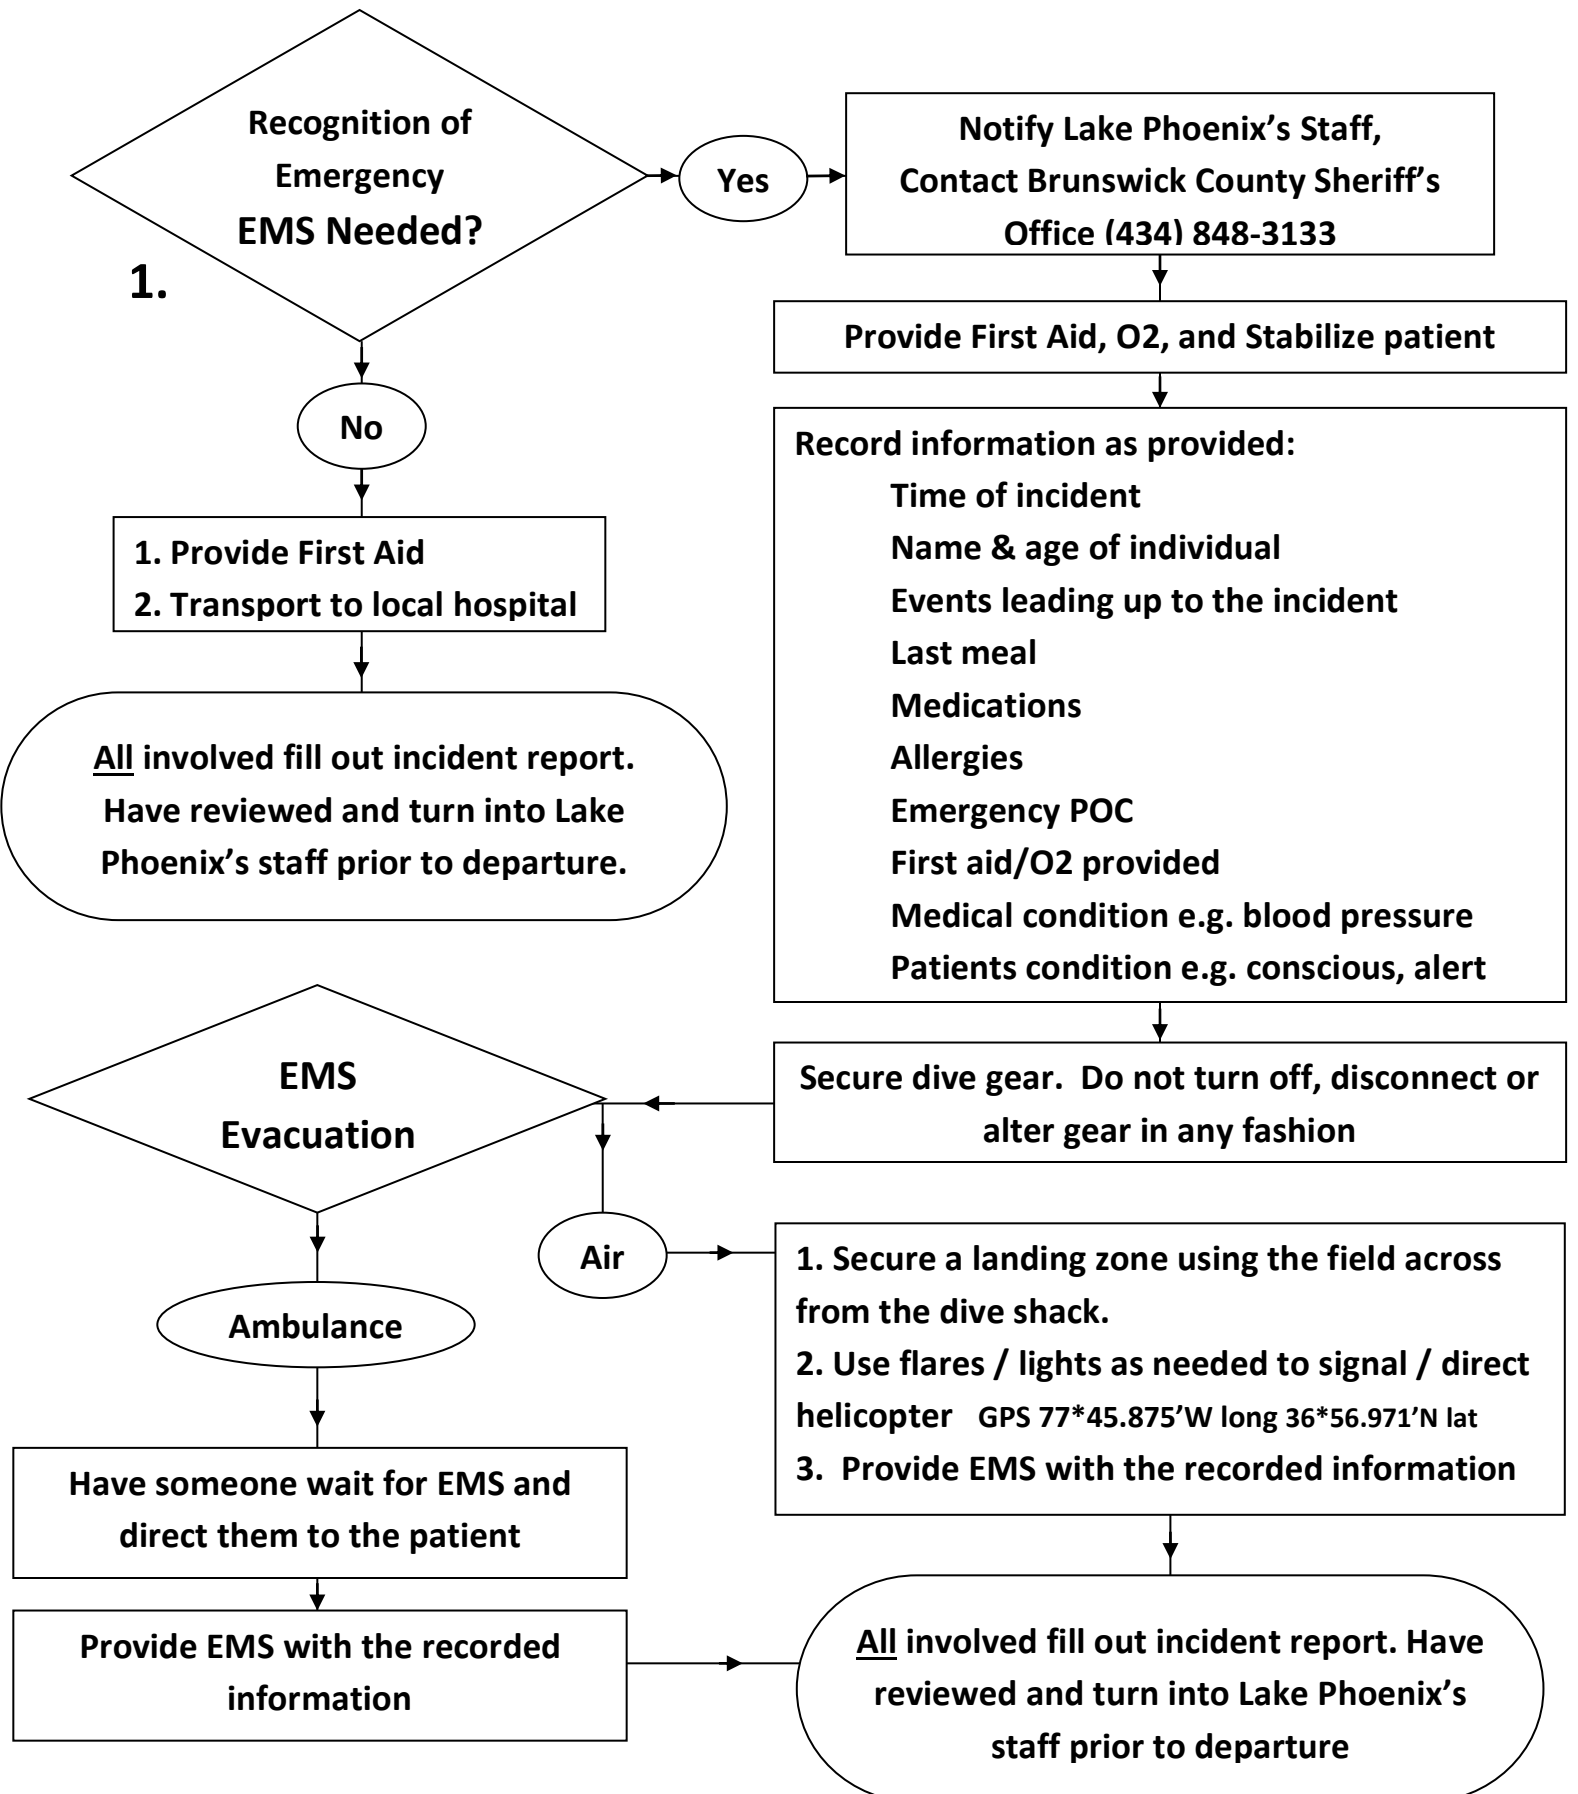 Recognition of
Emergency
EMS Needed?
1.
Yes
Notify Lake Phoenix’s Staff,
Contact Brunswick County Sheriff’s
Office (434) 848-3133
Provide First Aid, O2, and Stabilize patient
Record information as provided:
Time of incident
Name & age of individual
Events leading up to the incident
Last meal
Medications
Allergies
Emergency POC
First aid/O2 provided
Medical condition e.g. blood pressure
Patients condition e.g. conscious, alert
No
1. Provide First Aid
2. Transport to local hospital
All involved fill out incident report.
Have reviewed and turn into Lake
Phoenix’s staff prior to departure.
Secure dive gear.  Do not turn off, disconnect or
alter gear in any fashion
EMS
Evacuation
Air
1. Secure a landing zone using the field across
from the dive shack.
2. Use flares / lights as needed to signal / direct
helicopter   GPS 77*45.875’W long 36*56.971’N lat
3.  Provide EMS with the recorded information
Ambulance
Have someone wait for EMS and
direct them to the patient
Provide EMS with the recorded
information
All involved fill out incident report. Have
reviewed and turn into Lake Phoenix’s
staff prior to departure